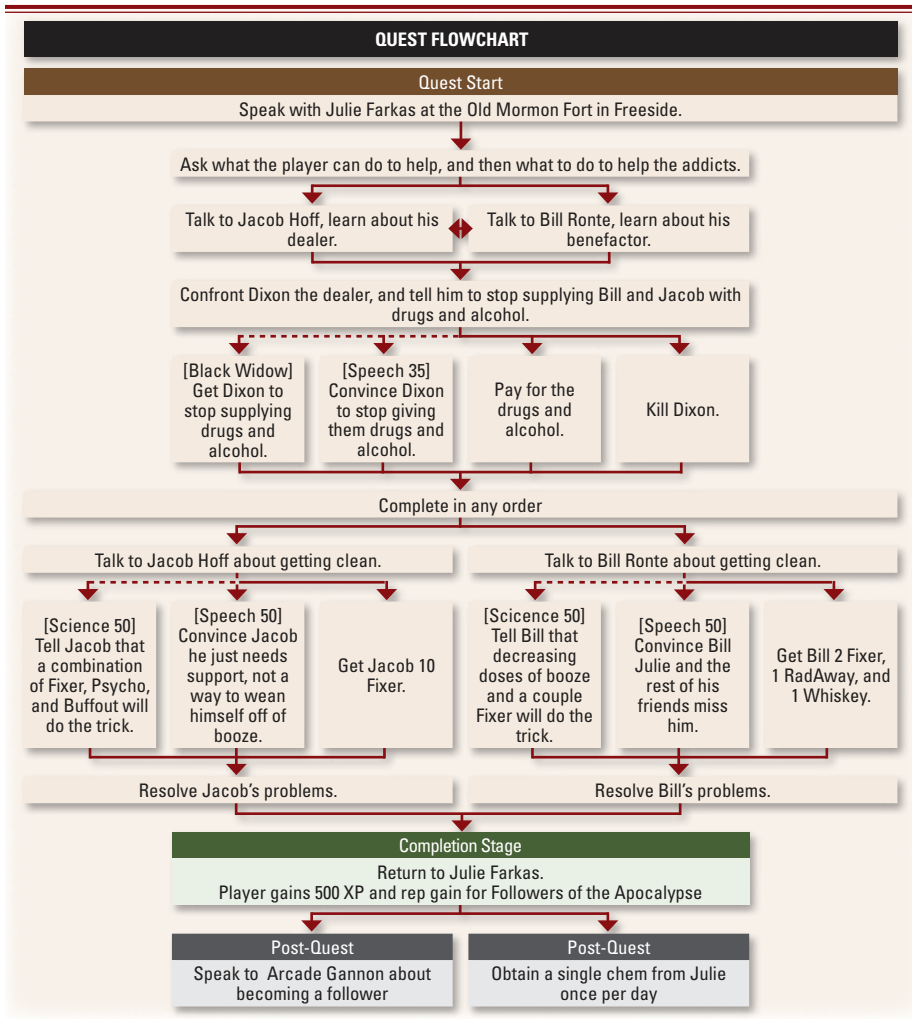 QUEST FLOWCHART
Quest Start
Speak with Julie Farkas at the Old Mormon Fort in Freeside.
Ask what the player can do to help, and then what to do to help the addicts.
Talk to Jacob Hoff, learn about his
dealer.
Talk to Bill Ronte, learn about his
benefactor.
Confront Dixon the dealer, and tell him to stop supplying Bill and Jacob with
drugs and alcohol.
[Black Widow]
Get Dixon to
stop supplying
drugs and
alcohol.
[Speech 35]
Convince Dixon
to stop giving
them drugs and
alcohol.
Pay for the
drugs and
alcohol.
Kill Dixon.
Complete in any order
Talk to Jacob Hoff about getting clean.
Talk to Bill Ronte about getting clean.
[Science 50]
Tell Jacob that
a combination
of Fixer, Psycho,
and Buffout will
do the trick.
[Speech 50]
Convince Jacob
he just needs
support, not a
way to wean
himself off of
booze.
Get Jacob 10
Fixer.
[Scicence 50]
Tell Bill that
decreasing
doses of booze
and a couple
Fixer will do the
trick.
[Speech 50]
Convince Bill
Julie and the
rest of his
friends miss
him.
Get Bill 2 Fixer,
1 RadAway, and
1 Whiskey.
Resolve Jacob's problems.
Resolve Bill's problems.
Completion Stage
Return to Julie Farkas.
Player gains 500 XP and rep gain for Followers of the Apocalypse
Post-Quest
Speak to Arcade Gannon about
becoming a follower
Post-Quest
Obtain a single chem from Julie
once per day